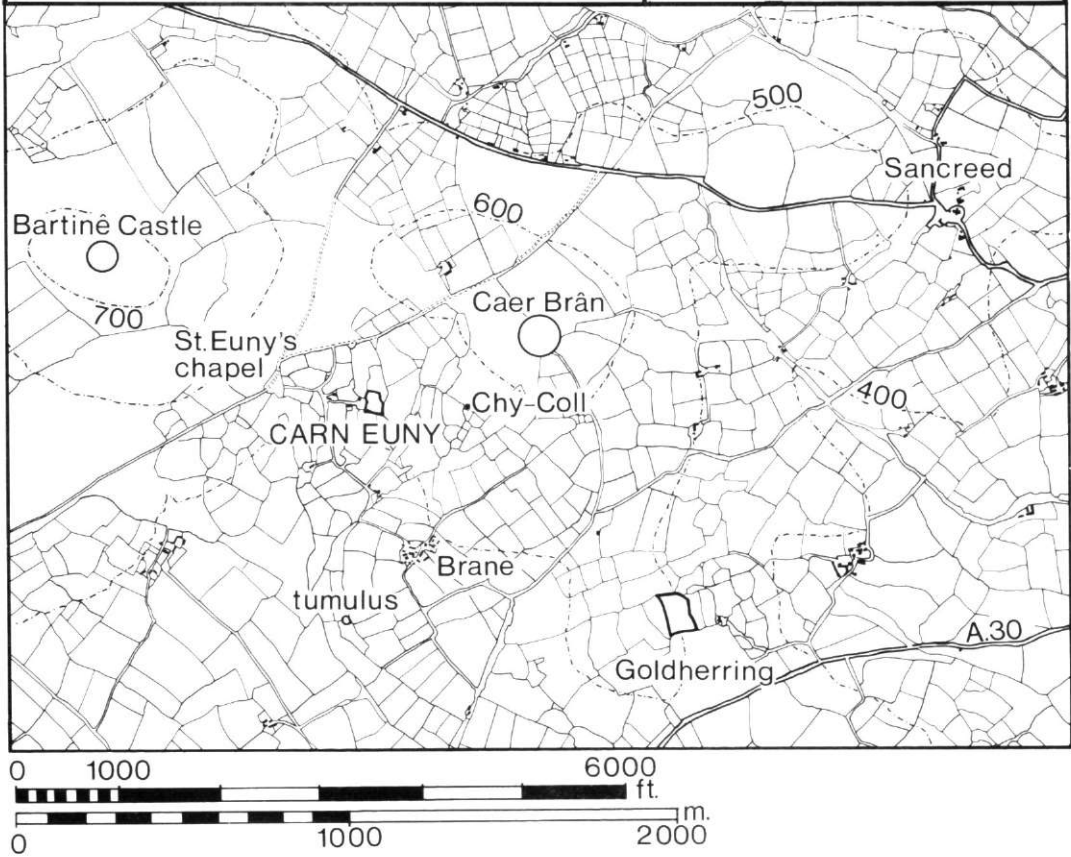 500
Sancreed
600
Bartinê Castle
Caer Brân
700
St. Euny's
chapel
400
Chy-Coll
CARN EUNY
Brane
tumulus
A.30
Goldherring
0 1000 6000
ft.
m.
0 1000 2000